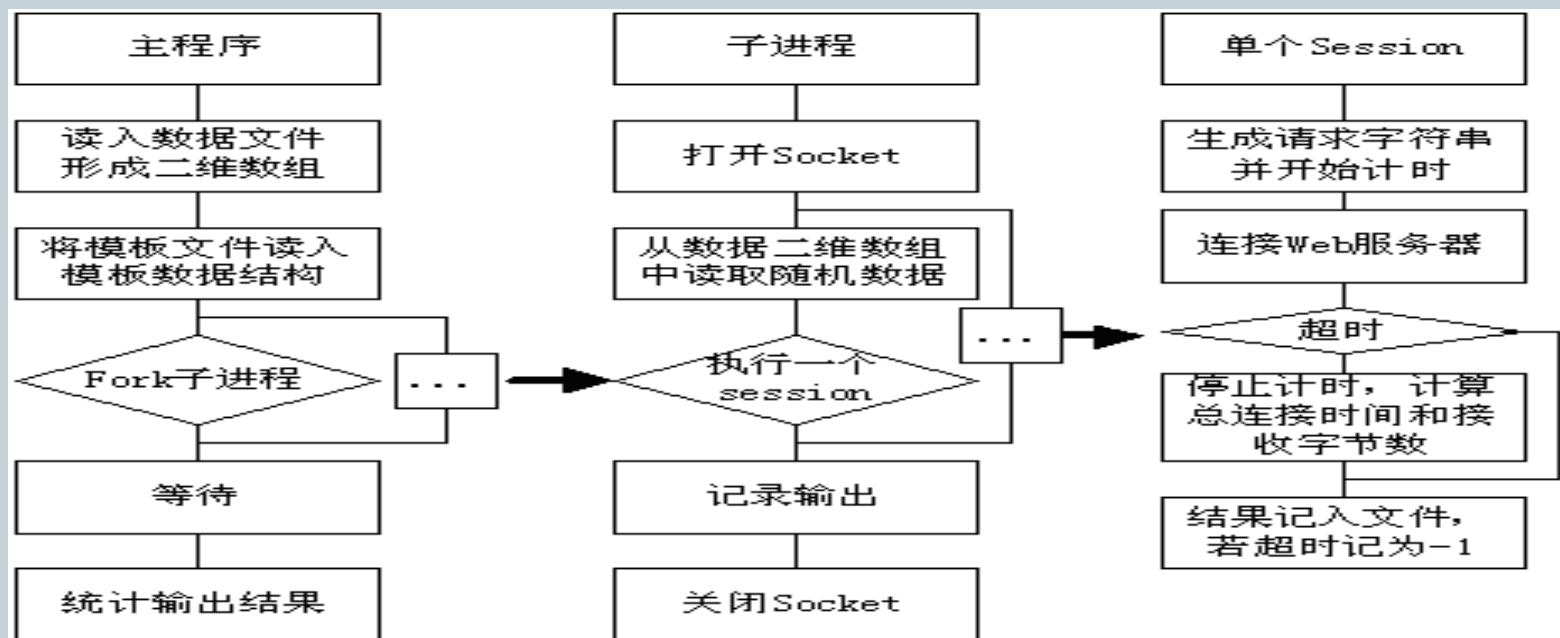 主程序
读入数据文件
形成二维数组
将模板文件读入
模板数据结构
Fork子进程
...
等待
统计输出结果
子进程
打开Socket
从数据二维数组
中读取随机数据
执行一个
session
...
记录输出
关闭Socket
单个Session
生成请求字符串
并开始计时
连接Web服务器
超时
停止计时，计算
总连接时间和接
收字节数
结果记入文件，
若超时记为-1